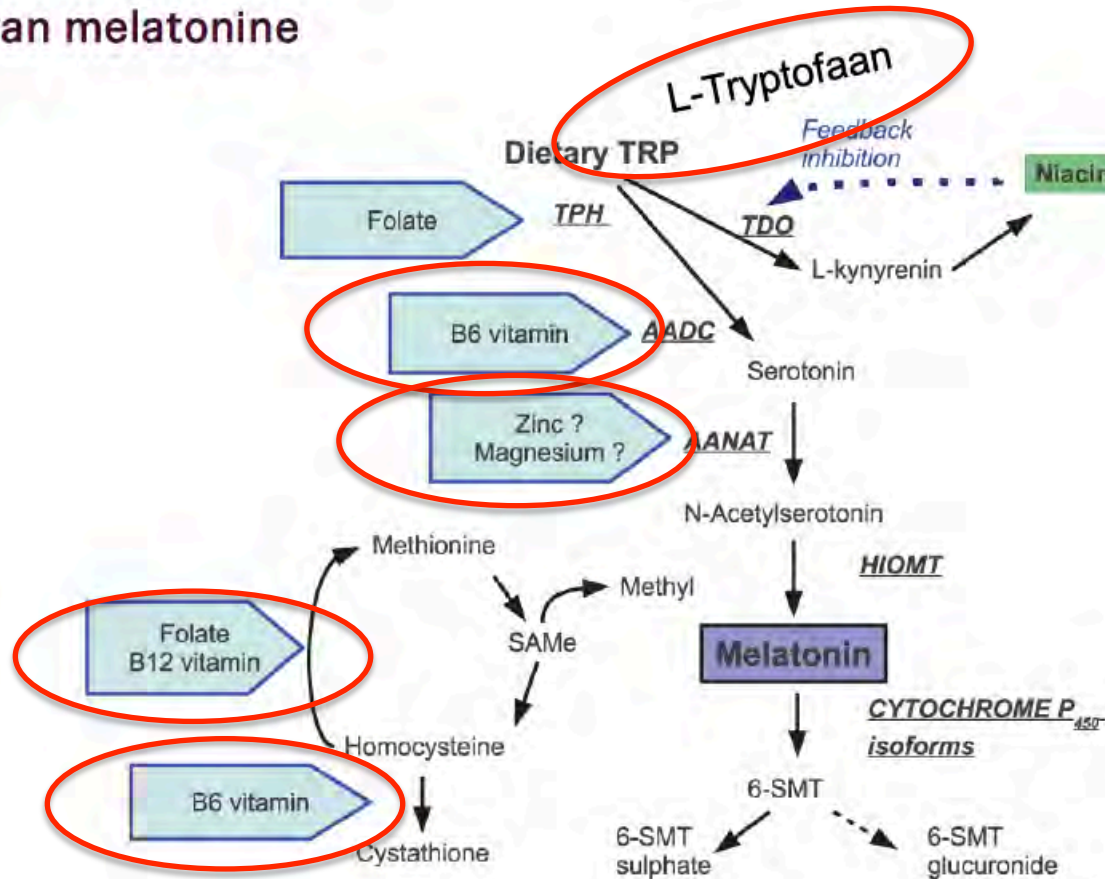 an melatonine
L-Tryptofaan
Dietary TRP
Feedback
inhibition
Niacin
Folate
TPH
TDO
L-kynyrenin
B6 vitamin
AADC
Serotonin
Zinc ?
Magnesium ?
AANAT
N-Acetylserotonin
Methionine
HIOMT
Methyl
Folate
B12 vitamin
SAMe
Melatonin
CYTOCHROME P450
isoforms
Homocysteine
B6 vitamin
6-SMT
Cystathione
6-SMT
sulphate
6-SMT
glucuronide